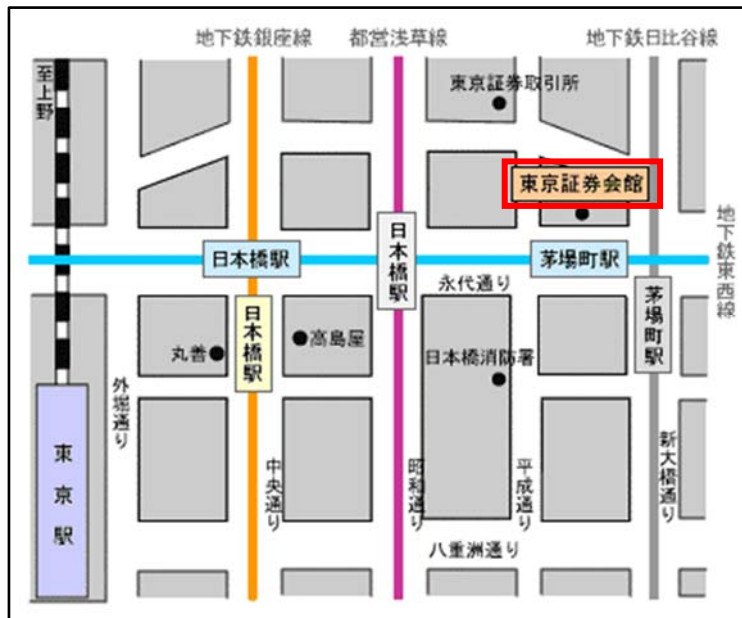 地下鉄銀座線
都営浅草線
地下鉄日比谷線
至上野
東京証券取引所
東京証券会館
地下鉄東西線
日本橋駅
日本橋駅
茅場町駅
永代通り
日本橋駅
茅場町駅
丸善
高島屋
日本橋消防署
外堀通り
東京駅
中央通り
昭和通り
平成通り
新大橋通り
八重洲通り